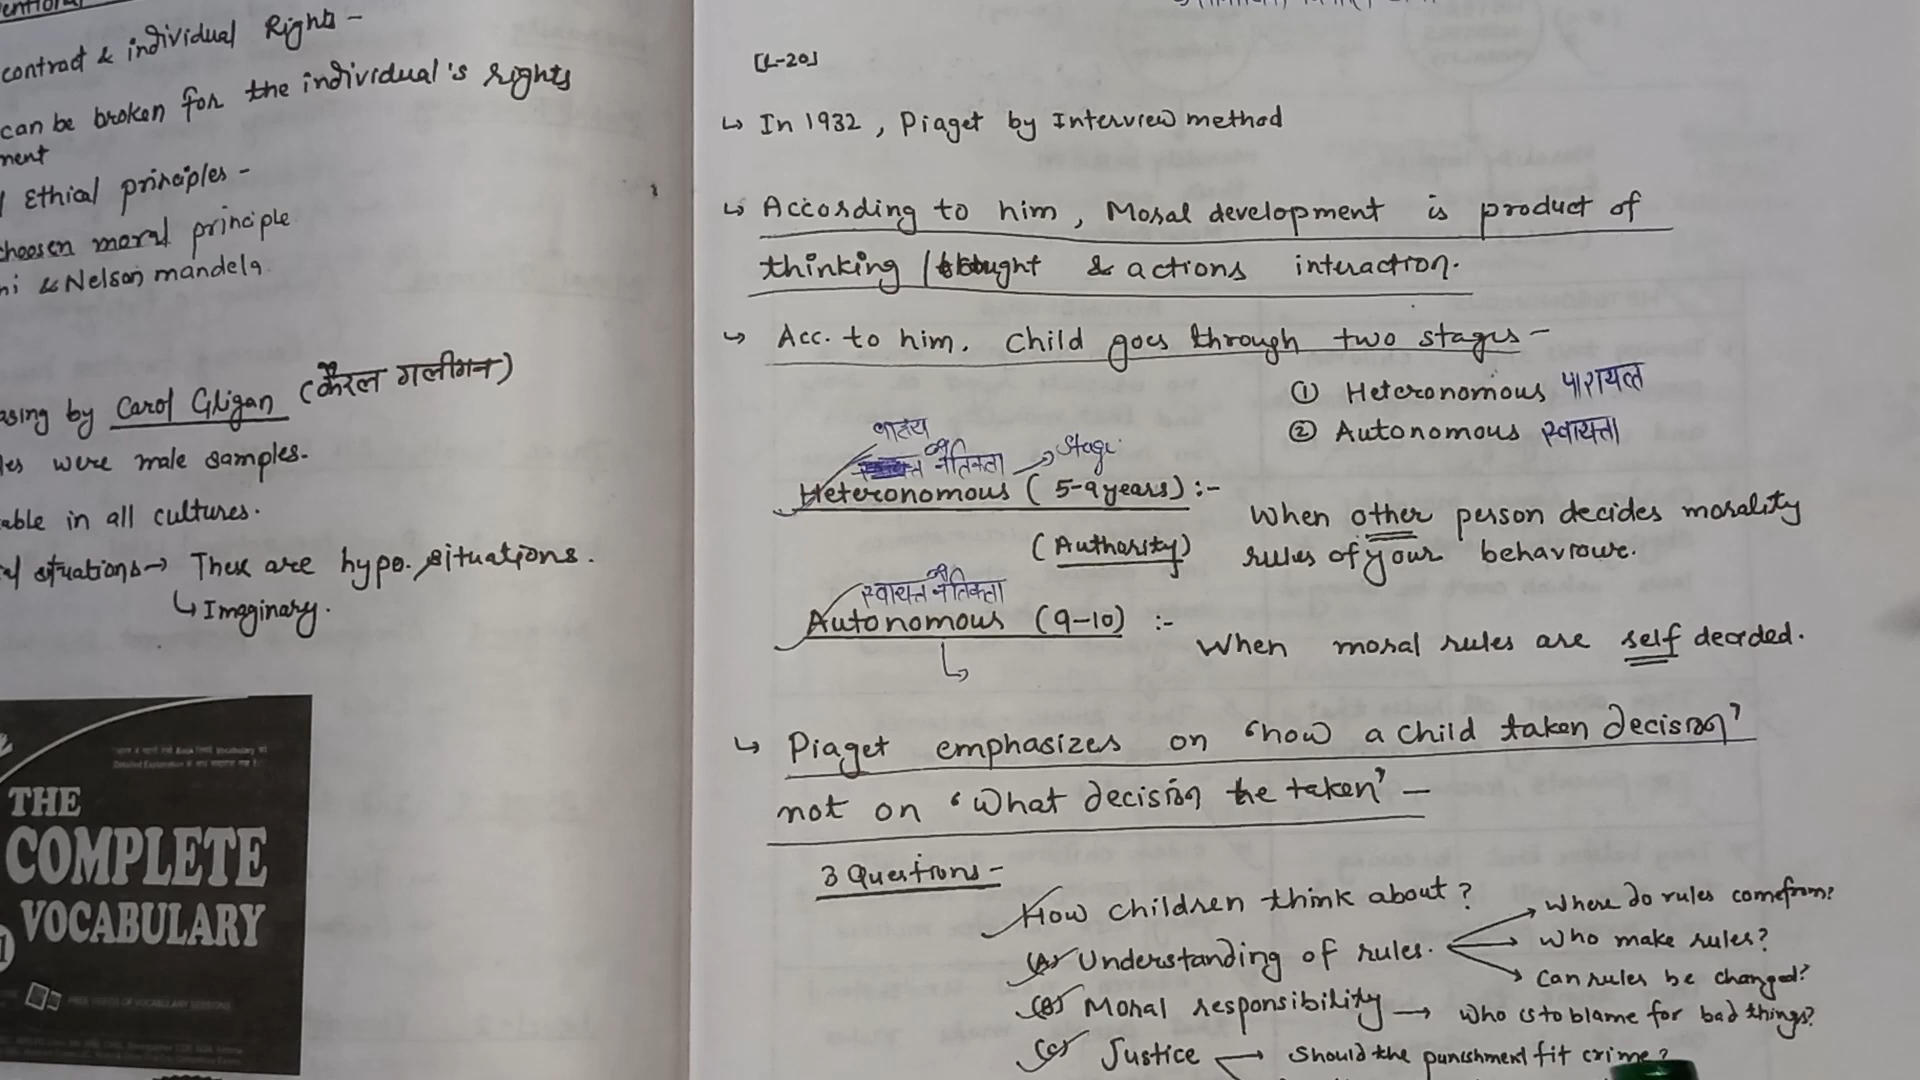 contract & individual Rights -
can be broken for the individual's rights
ment
Ethical principles -
choosen moral principle
& Nelson mandela
asing by Carol Gligan (कैरल गलीगन)
les were male samples.
able in all cultures.
situations → These are hypo. situations.
↳ Imaginary.
THE
COMPLETE
VOCABULARY
[L-20]
↳ In 1932, Piaget by Interview method
↳ According to him, Moral development is product of
thinking / thought & actions interaction.
↳ Acc. to him. Child goes through two stages -
① Heteronomous
② Autonomous स्वायत्ता
बाह्य
की नैतिकता → Stage
Heteronomous (5-9 years) :- When other person decides morality
(Authority) rules of your behaviour.
स्वायत्त की नैतिकता
Autonomous (9-10) :- When moral rules are self decided.
↳ Piaget emphasizes on 'how a child taken decision'
not on 'What decision he taken' -
3 Questions -
How children think about?
(A) Understanding of rules. → Where do rules come from?
→ Who make rules?
→ Can rules be changed?
(B) Moral responsibility → Who is to blame for bad things?
(C) Justice → Should the punishment fit crime?